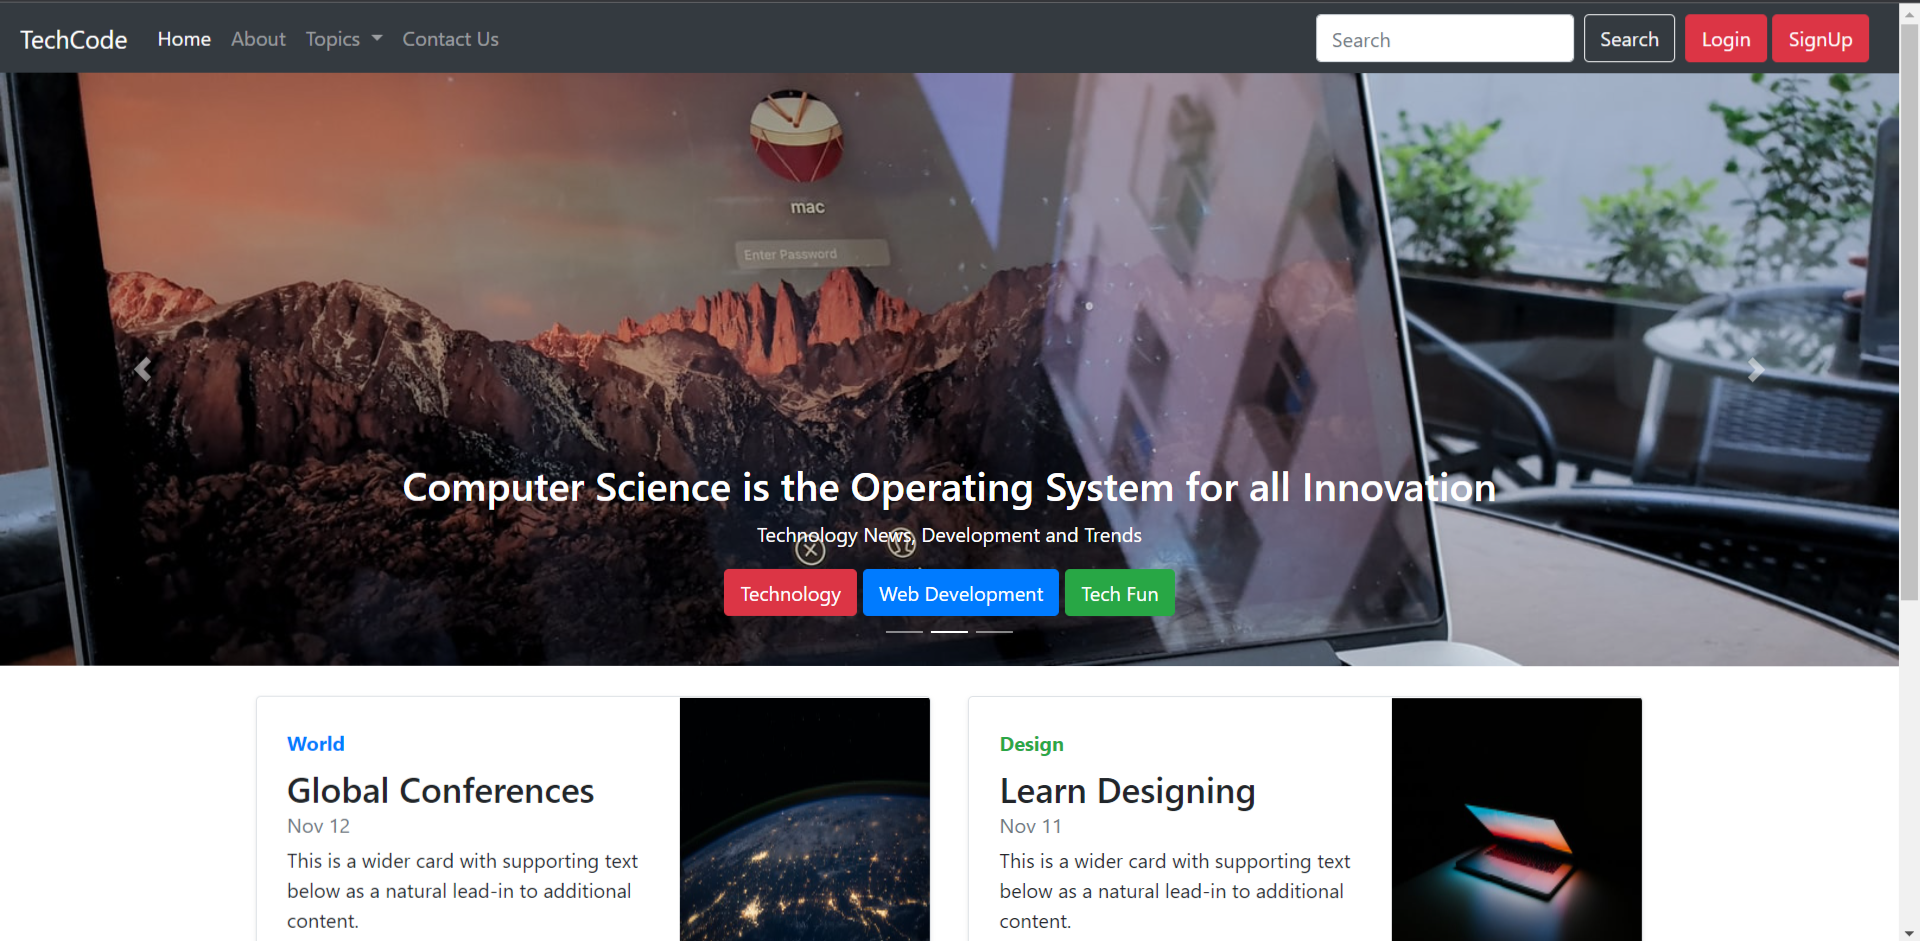 TechCode Home About Topics Contact Us Search Search Login SignUp
mac
Enter Password
Computer Science is the Operating System for all Innovation
Technology News, Development and Trends
Technology Web Development Tech Fun
World
Global Conferences
Nov 12
This is a wider card with supporting text
below as a natural lead-in to additional
content.
Design
Learn Designing
Nov 11
This is a wider card with supporting text
below as a natural lead-in to additional
content.